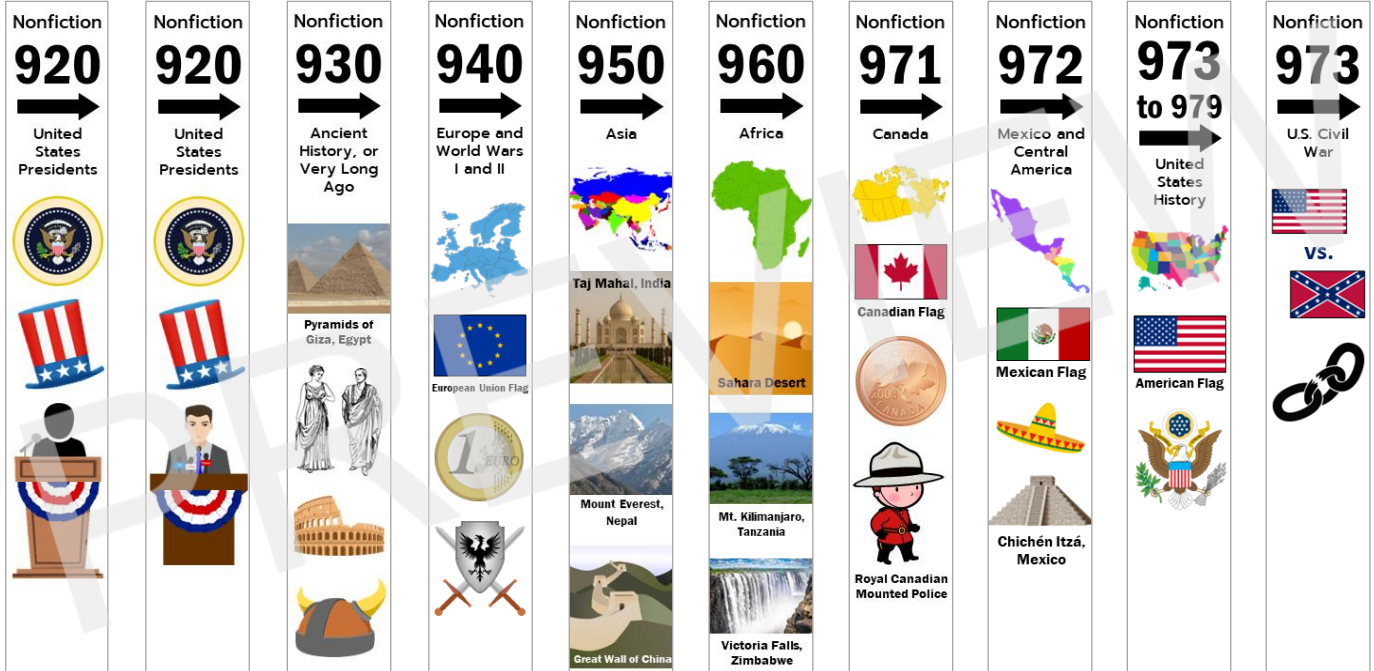 Nonfiction
920
United
States
Presidents
Nonfiction
920
United
States
Presidents
Nonfiction
930
Ancient
History, or
Very Long
Ago
Pyramids of
Giza, Egypt
Nonfiction
940
Europe and
World Wars
I and II
European Union Flag
1
EURO
Nonfiction
950
Asia
Taj Mahal, India
Mount Everest,
Nepal
Great Wall of China
Nonfiction
960
Africa
Sahara Desert
Mt. Kilimanjaro,
Tanzania
Victoria Falls,
Zimbabwe
Nonfiction
971
Canada
Canadian Flag
CANADA
Royal Canadian
Mounted Police
Nonfiction
972
Mexico and
Central
America
Mexican Flag
Chichén Itzá,
Mexico
Nonfiction
973
to 979
United
States
History
American Flag
Nonfiction
973
U.S. Civil
War
vs.
PREVIEW